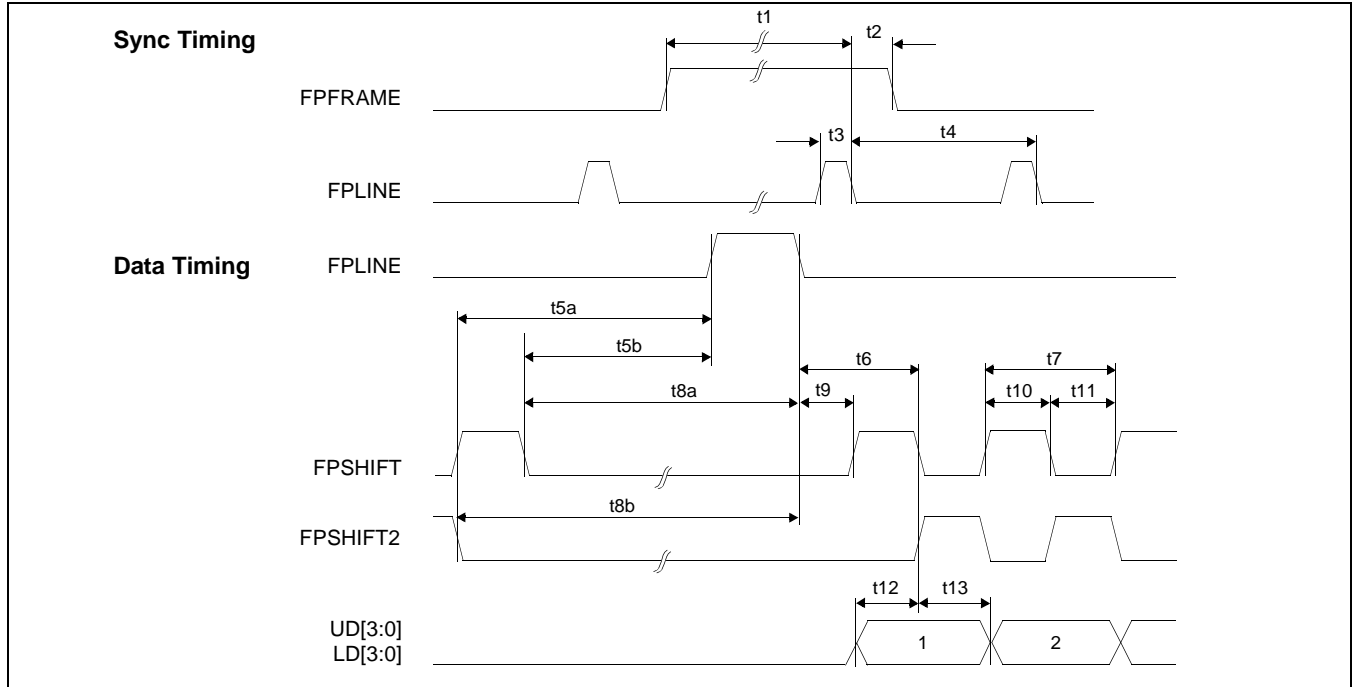 Sync Timing
t1
t2
FPFRAME
t3
t4
FPLINE
Data Timing
FPLINE
t5a
t5b
t6
t7
t8a
t9
t10
t11
FPSHIFT
t8b
FPSHIFT2
t12
t13
UD[3:0]
LD[3:0]
1
2